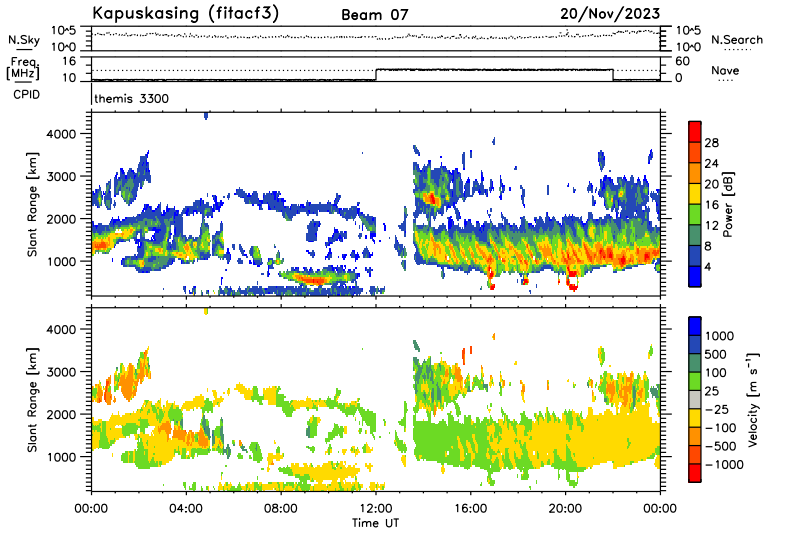 Kapuskasing (fitacf3) Beam 07 20/Nov/2023
N.Sky 10^5 10^0 10^5 10^0 N.Search
Freq. [MHz] 16 10 60 0 Nave
CPID themis 3300
Slant Range [km]
4000
3000
2000
1000
28
24
20
16
12
8
4
Power [dB]
Slant Range [km]
4000
3000
2000
1000
1000
500
100
25
−25
−100
−500
−1000
Velocity [m s⁻¹]
00:00 04:00 08:00 12:00 16:00 20:00 00:00
Time UT